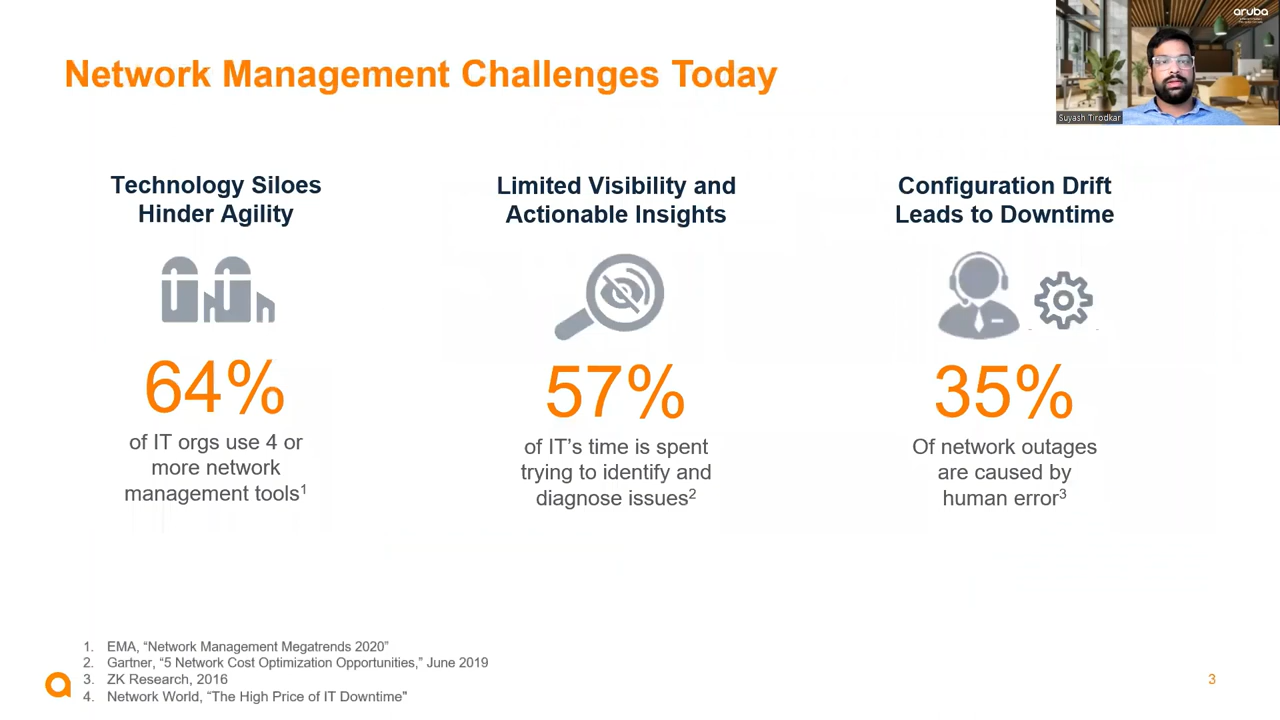 Network Management Challenges Today
aruba
Suyash Tirodkar
Technology Siloes
Hinder Agility
64%
of IT orgs use 4 or
more network
management tools1
Limited Visibility and
Actionable Insights
57%
of IT’s time is spent
trying to identify and
diagnose issues2
Configuration Drift
Leads to Downtime
35%
Of network outages
are caused by
human error3
1. EMA, “Network Management Megatrends 2020”
2. Gartner, “5 Network Cost Optimization Opportunities,” June 2019
3. ZK Research, 2016
4. Network World, “The High Price of IT Downtime"
3